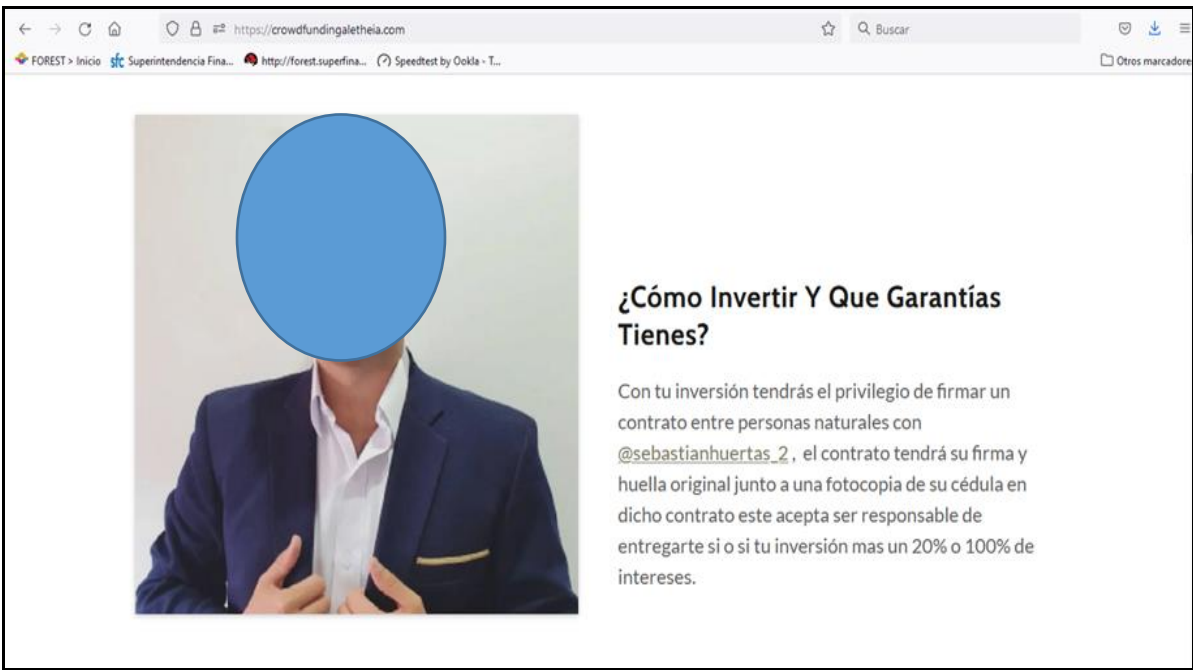 https://crowdfundingaletheia.com
Buscar
FOREST > Inicio
sfc Superintendencia Fina...
http://forest.superfina...
Speedtest by Ookla - T...
Otros marcadore
¿Cómo Invertir Y Que Garantías
Tienes?
Con tu inversión tendrás el privilegio de firmar un
contrato entre personas naturales con
@sebastianhuertas_2 , el contrato tendrá su firma y
huella original junto a una fotocopia de su cédula en
dicho contrato este acepta ser responsable de
entregarte si o si tu inversión mas un 20% o 100% de
intereses.